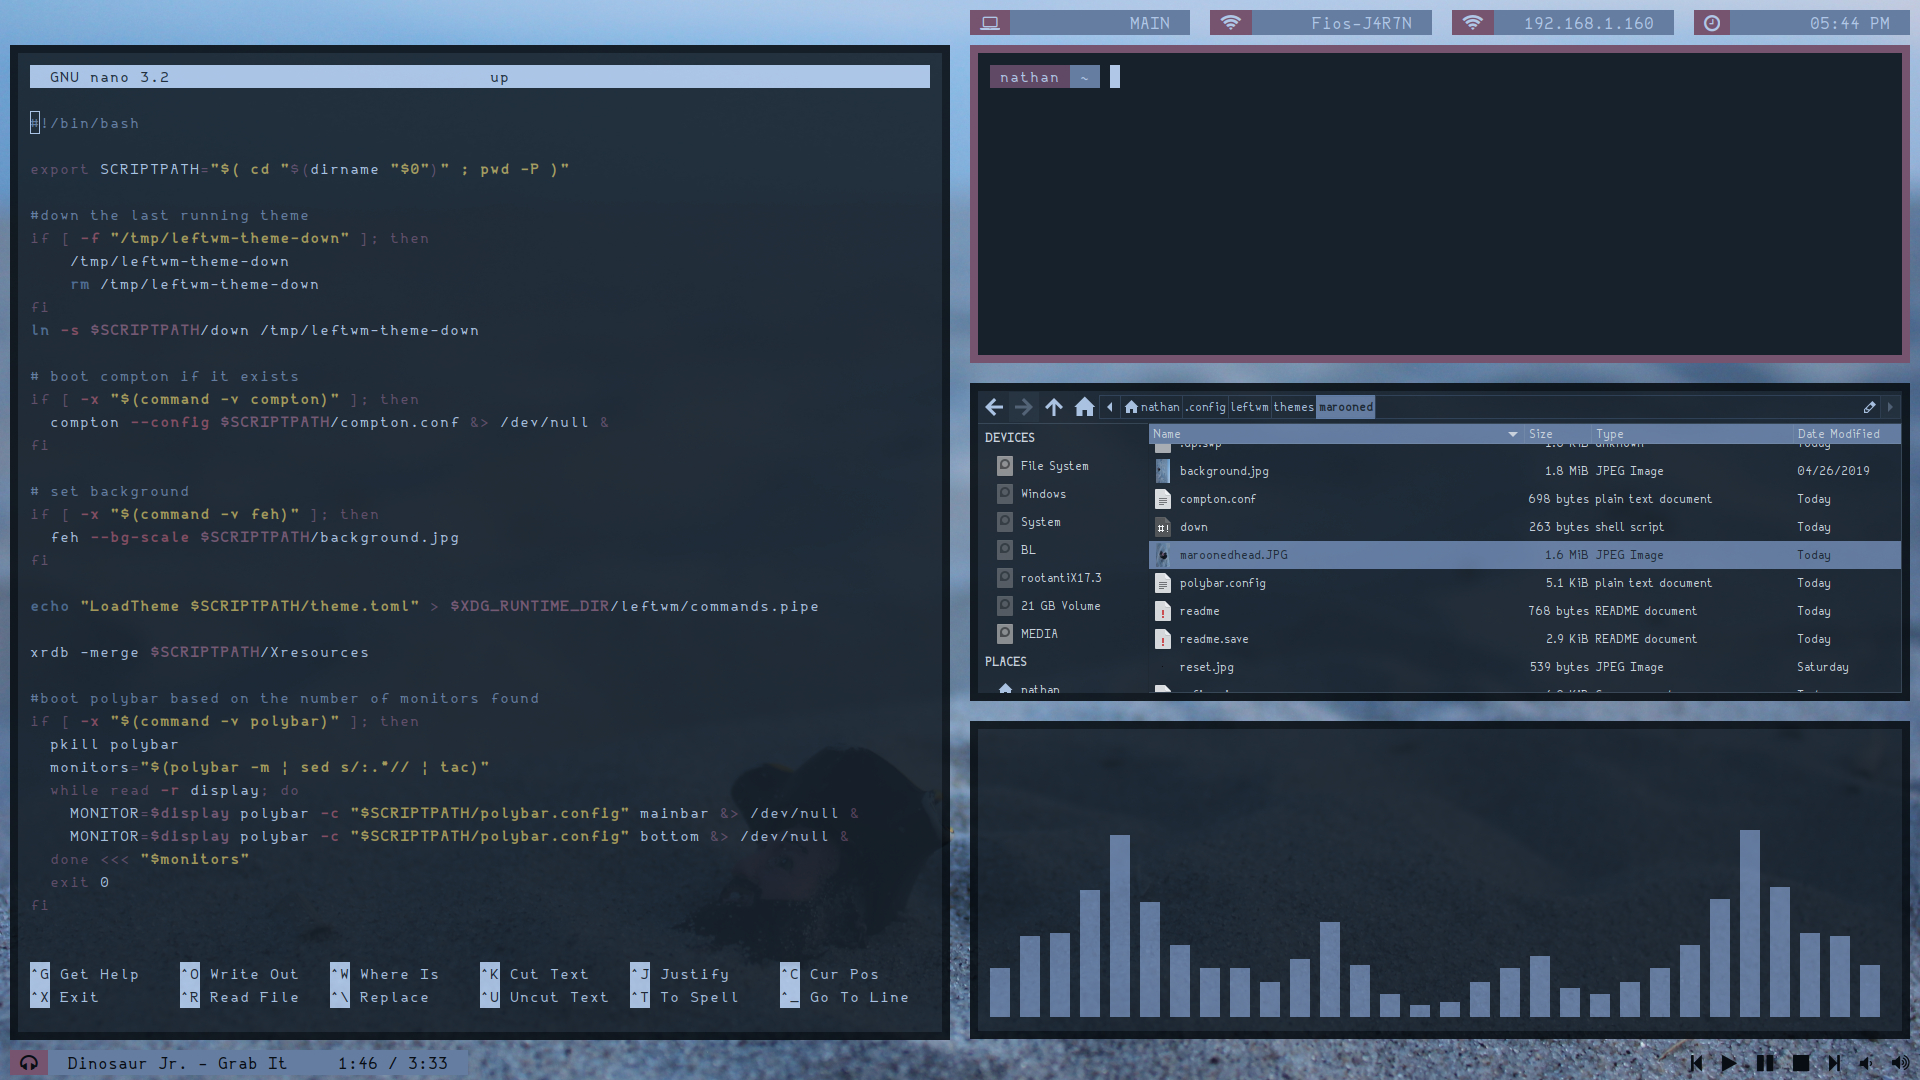 MAIN
Fios-J4R7N
192.168.1.160
05:44 PM
GNU nano 3.2 up
#!/bin/bash
export SCRIPTPATH="$( cd "$(dirname "$0")" ; pwd -P )"
#down the last running theme
if [ -f "/tmp/leftwm-theme-down" ]; then
/tmp/leftwm-theme-down
rm /tmp/leftwm-theme-down
fi
ln -s $SCRIPTPATH/down /tmp/leftwm-theme-down
# boot compton if it exists
if [ -x "$(command -v compton)" ]; then
compton --config $SCRIPTPATH/compton.conf &> /dev/null &
fi
# set background
if [ -x "$(command -v feh)" ]; then
feh --bg-scale $SCRIPTPATH/background.jpg
fi
echo "LoadTheme $SCRIPTPATH/theme.toml" > $XDG_RUNTIME_DIR/leftwm/commands.pipe
xrdb -merge $SCRIPTPATH/Xresources
#boot polybar based on the number of monitors found
if [ -x "$(command -v polybar)" ]; then
pkill polybar
monitors="$(polybar -m | sed s/:.*// | tac)"
while read -r display; do
MONITOR=$display polybar -c "$SCRIPTPATH/polybar.config" mainbar &> /dev/null &
MONITOR=$display polybar -c "$SCRIPTPATH/polybar.config" bottom &> /dev/null &
done <<< "$monitors"
exit 0
fi
^G Get Help ^O Write Out ^W Where Is ^K Cut Text ^J Justify ^C Cur Pos
^X Exit ^R Read File ^\ Replace ^U Uncut Text ^T To Spell ^_ Go To Line
nathan ~
nathan .config leftwm themes marooned
DEVICES
File System
Windows
System
BL
rootantiX17.3
21 GB Volume
MEDIA
PLACES
nathan
Name Size Type Date Modified
.up.swp 1.0 KiB unknown Today
background.jpg 1.8 MiB JPEG Image 04/26/2019
compton.conf 698 bytes plain text document Today
down 263 bytes shell script Today
maroonedhead.JPG 1.6 MiB JPEG Image Today
polybar.config 5.1 KiB plain text document Today
readme 768 bytes README document Today
readme.save 2.9 KiB README document Today
reset.jpg 539 bytes JPEG Image Saturday
Dinosaur Jr. - Grab It 1:46 / 3:33